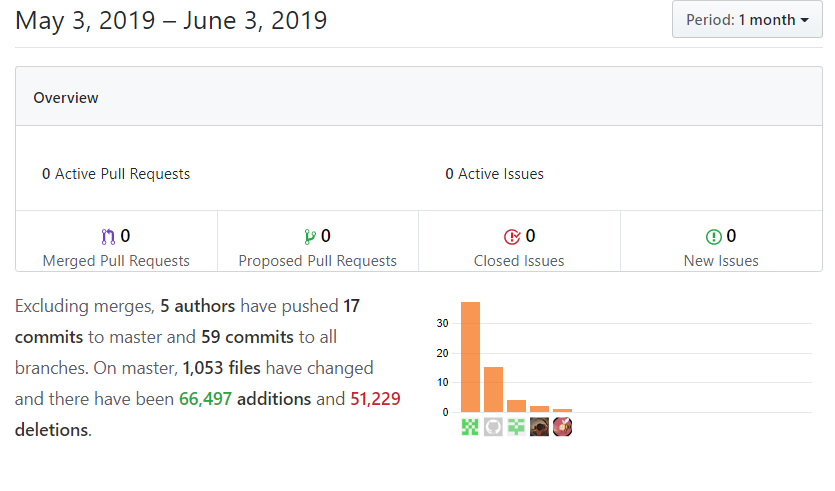 May 3, 2019 – June 3, 2019
Period: 1 month
Overview
0 Active Pull Requests
0 Active Issues
0
Merged Pull Requests
0
Proposed Pull Requests
0
Closed Issues
0
New Issues
Excluding merges, 5 authors have pushed 17
commits to master and 59 commits to all
branches. On master, 1,053 files have changed
and there have been 66,497 additions and 51,229
deletions.
30
20
10
0